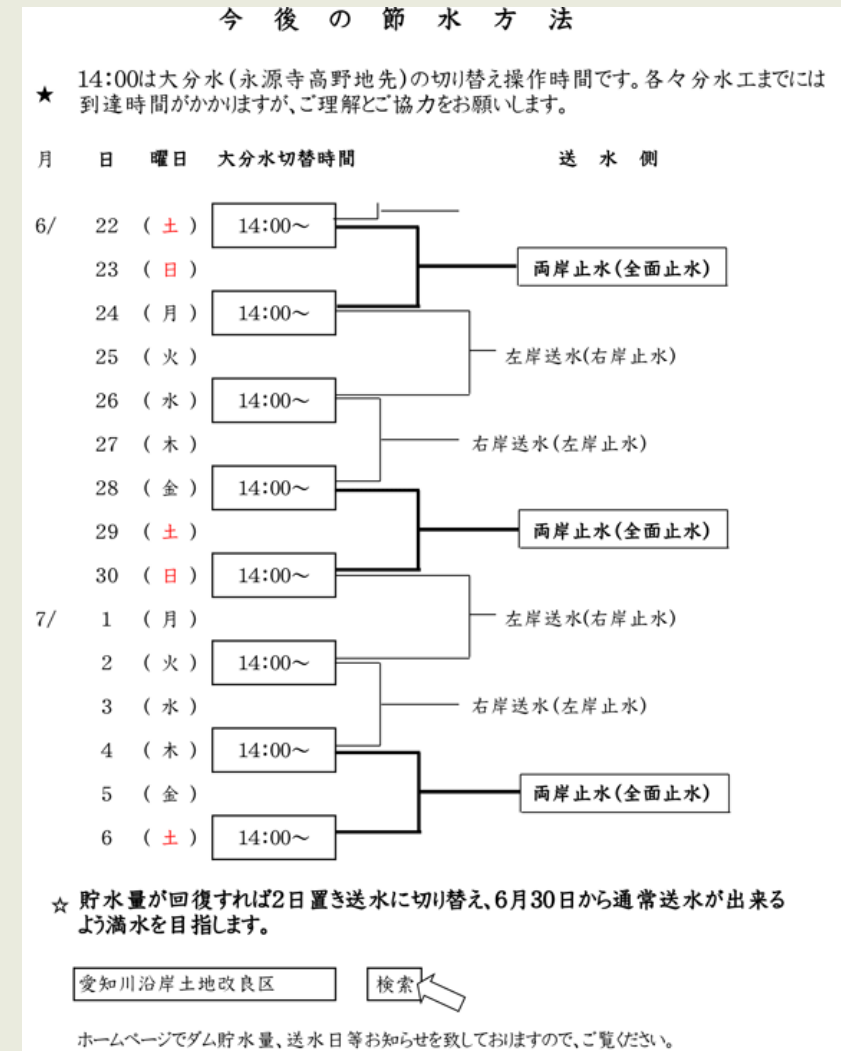 今後の節水方法
★ 14:00は大分水(永源寺高野地先)の切り替え操作時間です。各々分水工までには
到達時間がかかりますが、ご理解とご協力をお願いします。
月 日 曜日 大分水切替時間 送水側
6/ 22 (土) 14:00〜
23 (日) 両岸止水(全面止水)
24 (月) 14:00〜
25 (火) 左岸送水(右岸止水)
26 (水) 14:00〜
27 (木) 右岸送水(左岸止水)
28 (金) 14:00〜
29 (土) 両岸止水(全面止水)
30 (日) 14:00〜
7/ 1 (月) 左岸送水(右岸止水)
2 (火) 14:00〜
3 (水) 右岸送水(左岸止水)
4 (木) 14:00〜
5 (金) 両岸止水(全面止水)
6 (土) 14:00〜
☆ 貯水量が回復すれば2日置き送水に切り替え、6月30日から通常送水が出来る
よう満水を目指します。
愛知川沿岸土地改良区 検索
ホームページでダム貯水量、送水日等お知らせを致しておりますので、ご覧ください。